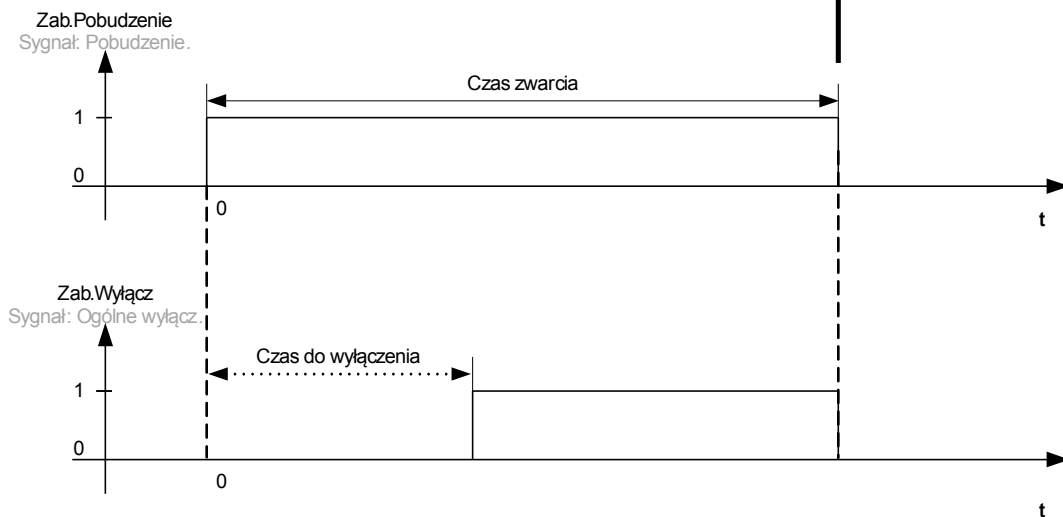 Zab.Pobudzenie
Sygnał: Pobudzenie.
Czas zwarcia
1
0
0
t
Zab.Wyłącz
Sygnał: Ogólne wyłącz.
Czas do wyłączenia
1
0
0
t